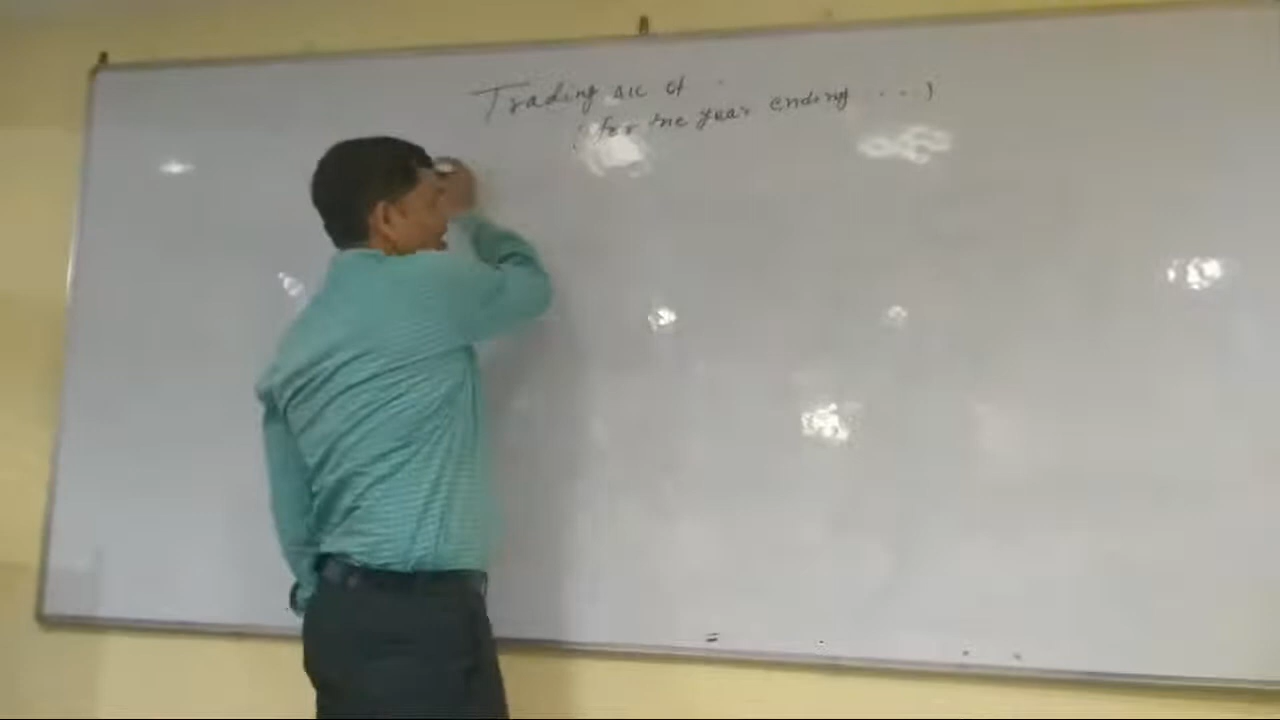 Trading A/C of .
(for the year ending ...)